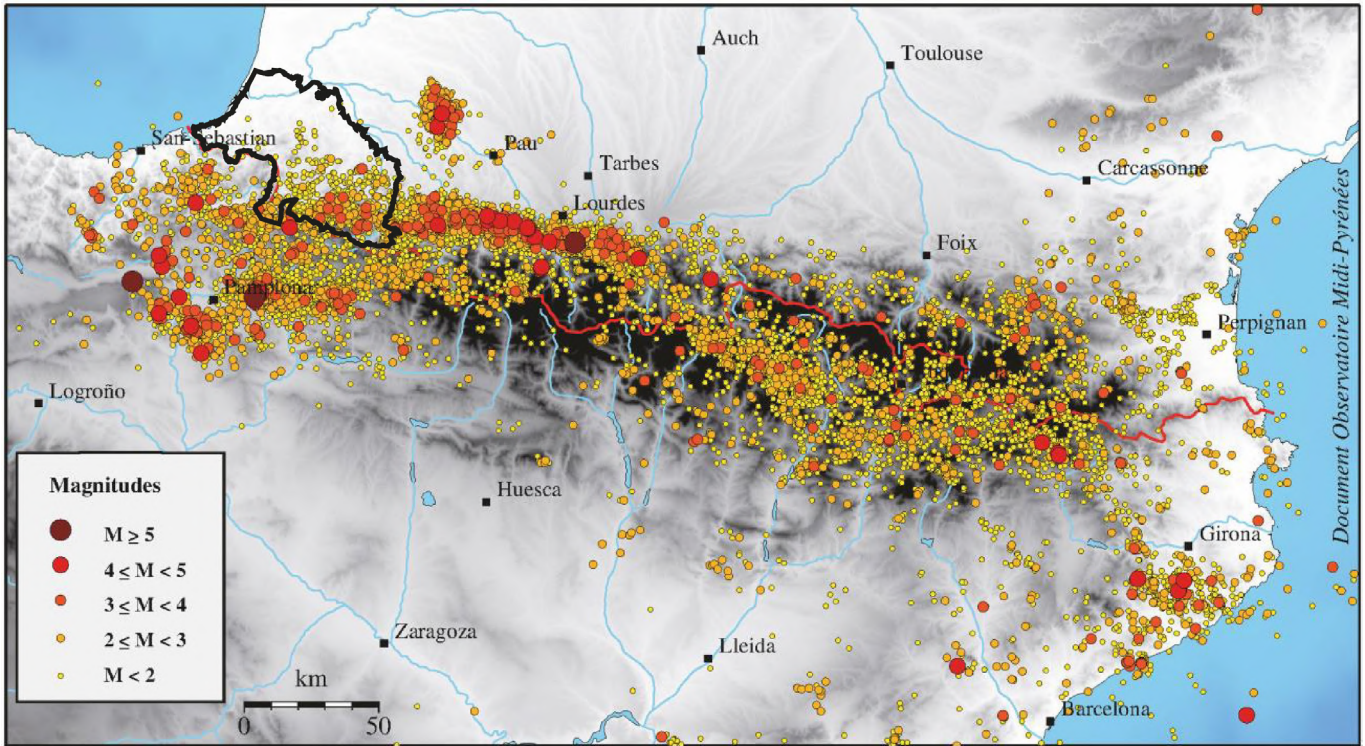 Auch
Toulouse
San-Sebastian
Pau
Tarbes
Carcassonne
Lourdes
Foix
Pamplona
Perpignan
Logroño
Huesca
Girona
Zaragoza
Lleida
Barcelona
Magnitudes
M ≥ 5
4 ≤ M < 5
3 ≤ M < 4
2 ≤ M < 3
M < 2
km
0 50
Document Observatoire Midi-Pyrénées